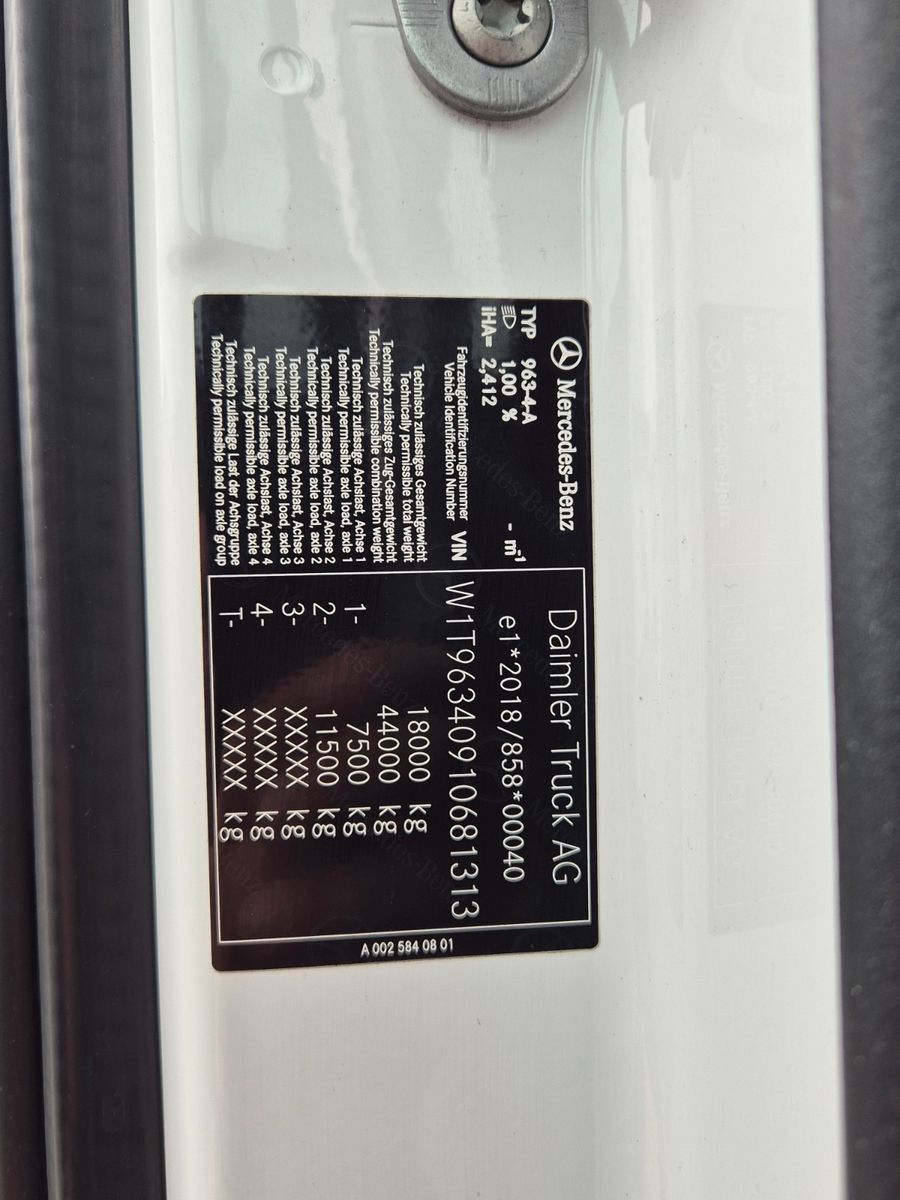 Mercedes-Benz
Daimler Truck AG
TYP 963-4-A
1,00 % - m-1
e1*2018/858*00040
iHA= 2,412
Fahrzeugidentifizierungsnummer
Vehicle Identification Number VIN W1T96340910681313
Technisch zulässiges Gesamtgewicht
Technically permissible total weight 18000 kg
Technisch zulässiges Zug-Gesamtgewicht
Technically permissible combination weight 44000 kg
Technisch zulässige Achslast, Achse 1
Technically permissible axle load, axle 1 1- 7500 kg
Technisch zulässige Achslast, Achse 2
Technically permissible axle load, axle 2 2- 11500 kg
Technisch zulässige Achslast, Achse 3
Technically permissible axle load, axle 3 3- XXXXX kg
Technisch zulässige Achslast, Achse 4
Technically permissible axle load, axle 4 4- XXXXX kg
Technisch zulässige Last der Achsgruppe
Technically permissible load on axle group T- XXXXX kg
A 002 584 08 01